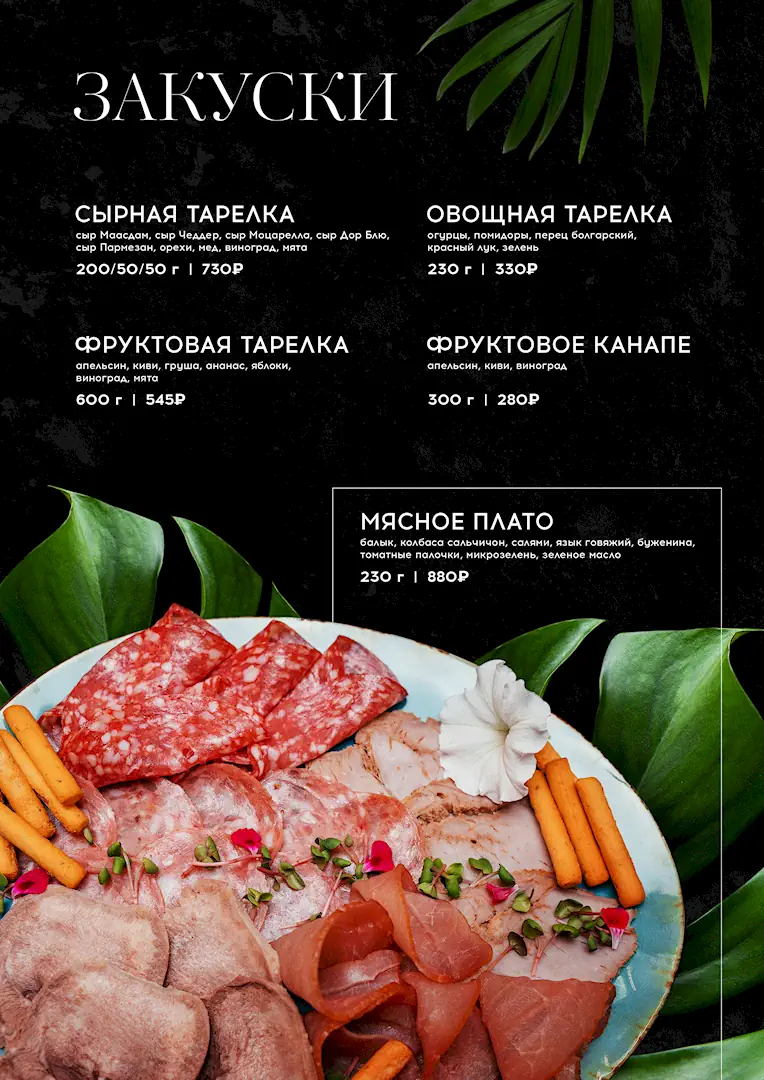 ЗАКУСКИ
СЫРНАЯ ТАРЕЛКА
сыр Маасдам, сыр Чеддер, сыр Моцарелла, сыр Дор Блю,
сыр Пармезан, орехи, мед, виноград, мята
200/50/50 г | 730₽
ОВОЩНАЯ ТАРЕЛКА
огурцы, помидоры, перец болгарский,
красный лук, зелень
230 г | 330₽
ФРУКТОВАЯ ТАРЕЛКА
апельсин, киви, груша, ананас, яблоки,
виноград, мята
600 г | 545₽
ФРУКТОВОЕ КАНАПЕ
апельсин, киви, виноград
300 г | 280₽
МЯСНОЕ ПЛАТО
балык, колбаса сальчичон, салями, язык говяжий, буженина,
томатные палочки, микрозелень, зеленое масло
230 г | 880₽